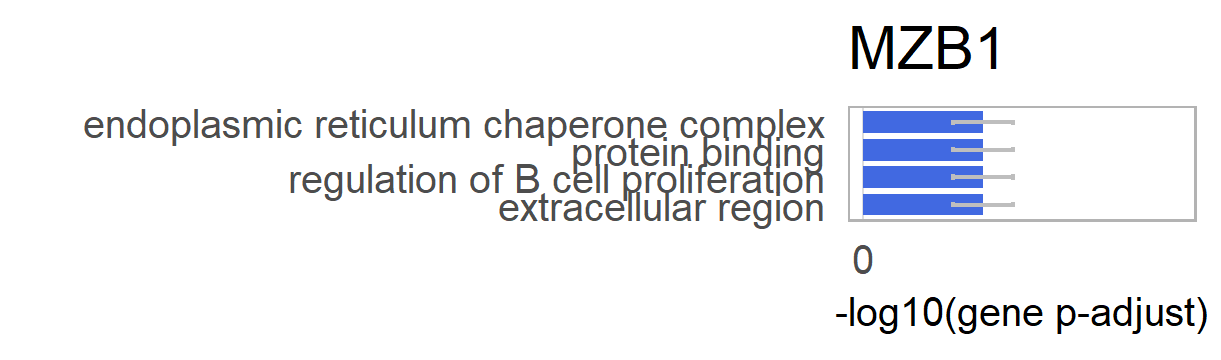 MZB1
endoplasmic reticulum chaperone complex
protein binding
regulation of B cell proliferation
extracellular region
0
-log10(gene p-adjust)